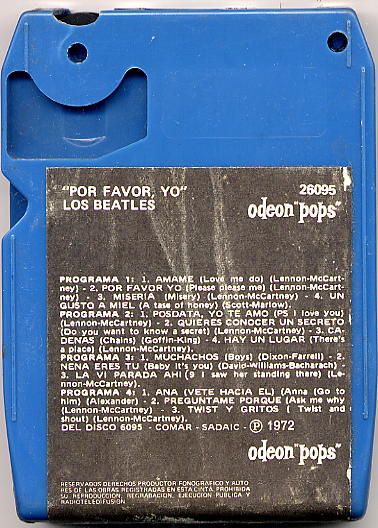 "POR FAVOR, YO" 26095
LOS BEATLES odeon "pops"
PROGRAMA 1: 1. AMAME (Love me do) (Lennon-McCart-
ney) - 2. POR FAVOR YO (Please please me) (Lennon-McCart-
ney) - 3. MISERIA (Misery) (Lennon-McCartney) - 4. UN
GUSTO A MIEL (A tase of honey) (Scott-Marlow).
PROGRAMA 2: 1. POSDATA, YO TE AMO (PS I love you)
(Lennon-McCartney) - 2. QUIERES CONOCER UN SECRETO
(Do you want to know a secret) (Lennon-McCartney) - 3. CA-
DENAS (Chains) (Goffin-King) - 4. HAY UN LUGAR (There's
a place) (Lennon-McCartney).
PROGRAMA 3: 1. MUCHACHOS (Boys) (Dixon-Farrell) - 2.
NENA ERES TU (Baby it's you) (David-Williams-Bacharach) -
3. LA VI PARADA AHI (9 I saw her standing there) (Le-
nnon-McCartney).
PROGRAMA 4: 1. ANA (VETE HACIA EL) (Anna (Go to
him) (Alexander) - 2. PREGUNTAME PORQUE (Ask me why
(Lennon-McCartney) - 3. TWIST Y GRITOS ( Twist and
shout) (Lennon-McCartney).
DEL DISCO 6095 - COMAR - SADAIC - Ⓟ 1972
odeon "pops"
RESERVADOS DERECHOS PRODUCTOR FONOGRAFICO Y AUTO
RES DE LAS OBRAS REGISTRADAS EN ESTA CINTA. PROHIBIDA
SU REPRODUCCION, REGRABACION, EJECUCION PUBLICA Y
RADIOTELEDIFUSION